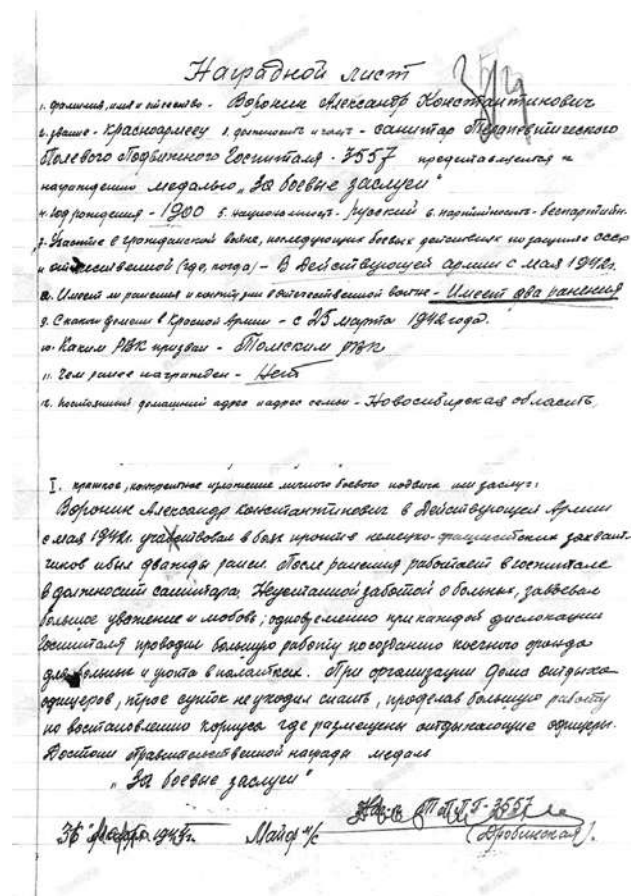 Наградной лист
1. фамилия, имя и отчество - Воронин Александр Константинович
2. звание - красноармеец 3. должность и часть - санитар Терапевтического
Полевого Подвижного Госпиталя - 3557 представляется к
награждению медалью „За боевые заслуги"
4. Год рождения - 1900 5. национальность - русский 6. партийность - беспартийн.
7. Участие в гражданской войне, последующих боевых действиях по защите СССР
и отечественной (где, когда) - В Действующей армии с мая 1942г.
8. Имеет ли ранения и контузии в отечественной войне - Имеет два ранения
9. С какого времени в Красной Армии - с 25 марта 1942 года.
10. Каким РВК призван - Томским РВК
11. Чем ранее награжден - Нет
12. Постоянный домашний адрес и адрес семьи - Новосибирская область,
I. краткое, конкретное изложение личного боевого подвига или заслуг:
Воронин Александр Константинович в Действующей Армии
с мая 1942г. участвовал в боях против немецко-фашистских захват-
чиков и был дважды ранен. После ранения работает в госпитале
в должности санитара. Неустанной заботой о больных, завоевал
большое уважение и любовь; одновременно при каждой дислокации
Госпиталя проводил большую работу по созданию коечного фонда
для больных и уюта в палатках. При организации Дома отдыха
офицеров, трое суток не уходил спать, проделав большую работу
по восстановлению корпуса где размещены отдыхающие офицеры.
Достоин Правительственной награды медаль
„За боевые заслуги"
Нач-к ТППГ-3557
Майор м/с (Дробинская).